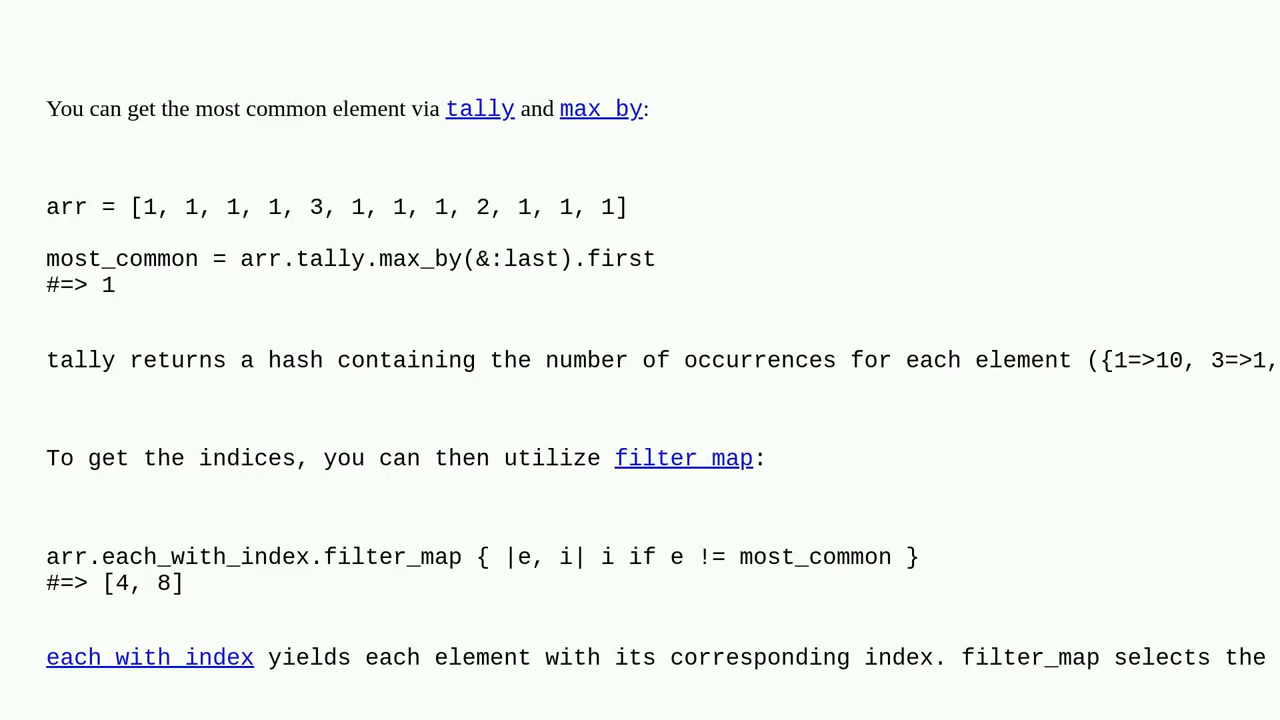 You can get the most common element via tally and max_by:
arr = [1, 1, 1, 1, 3, 1, 1, 1, 2, 1, 1, 1]
most_common = arr.tally.max_by(&:last).first
#=> 1
tally returns a hash containing the number of occurrences for each element ({1=>10, 3=>1,
To get the indices, you can then utilize filter_map:
arr.each_with_index.filter_map { |e, i| i if e != most_common }
#=> [4, 8]
each_with_index yields each element with its corresponding index. filter_map selects the